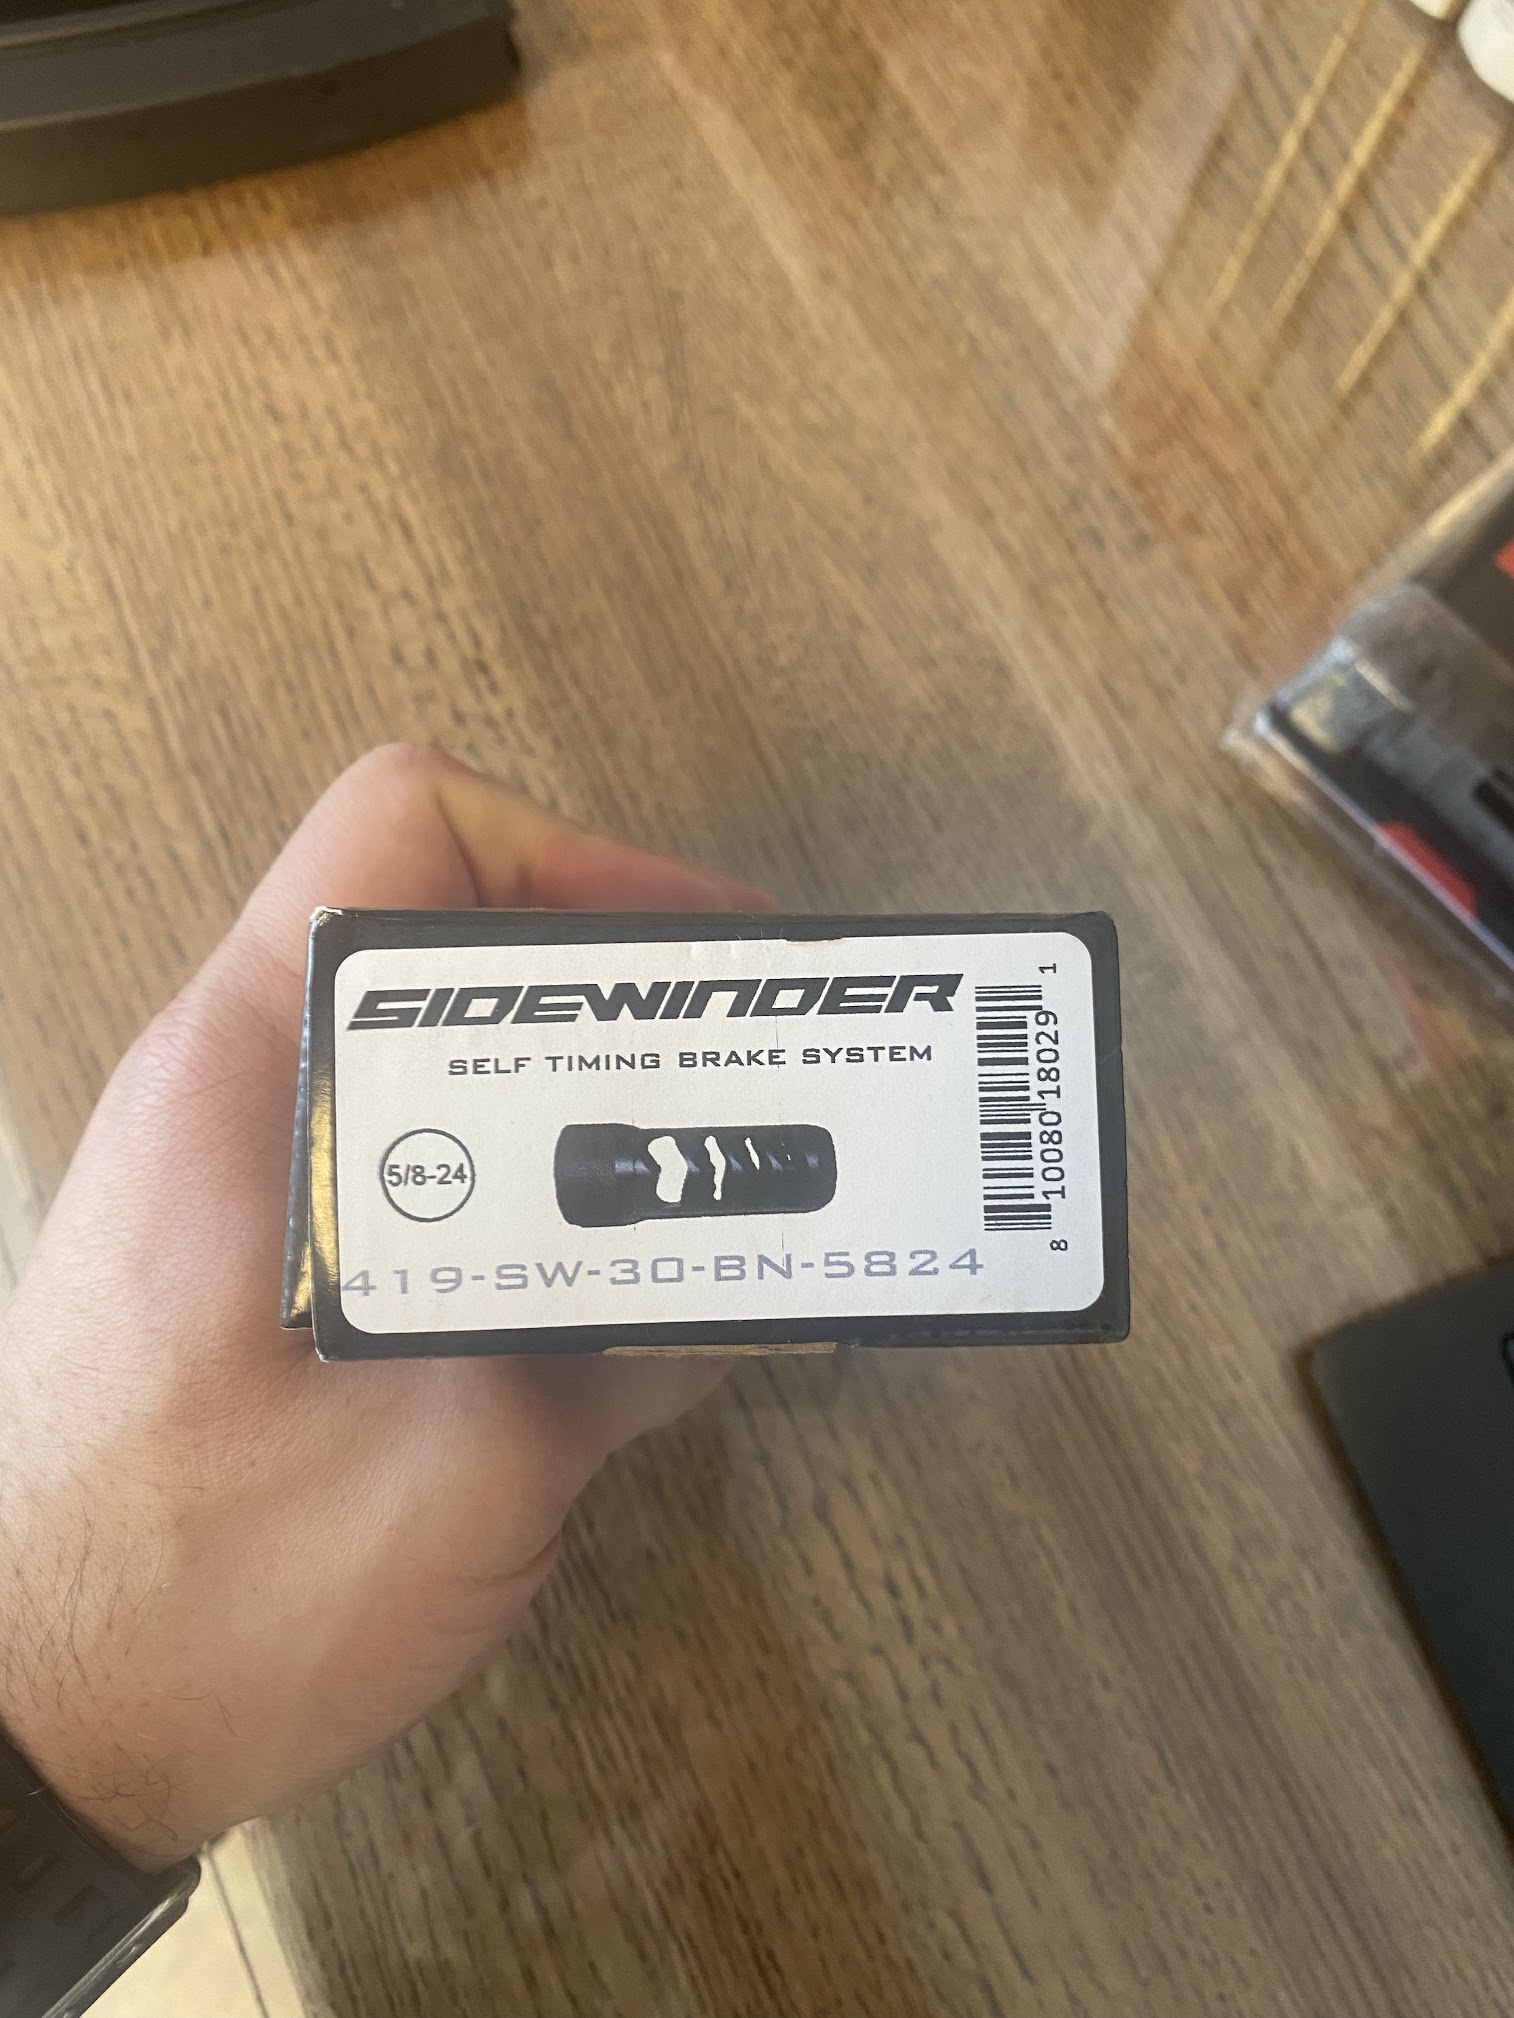 SIDEWINDER
SELF TIMING BRAKE SYSTEM
5/8-24
419-SW-30-BN-5824
8 10080 18029 1